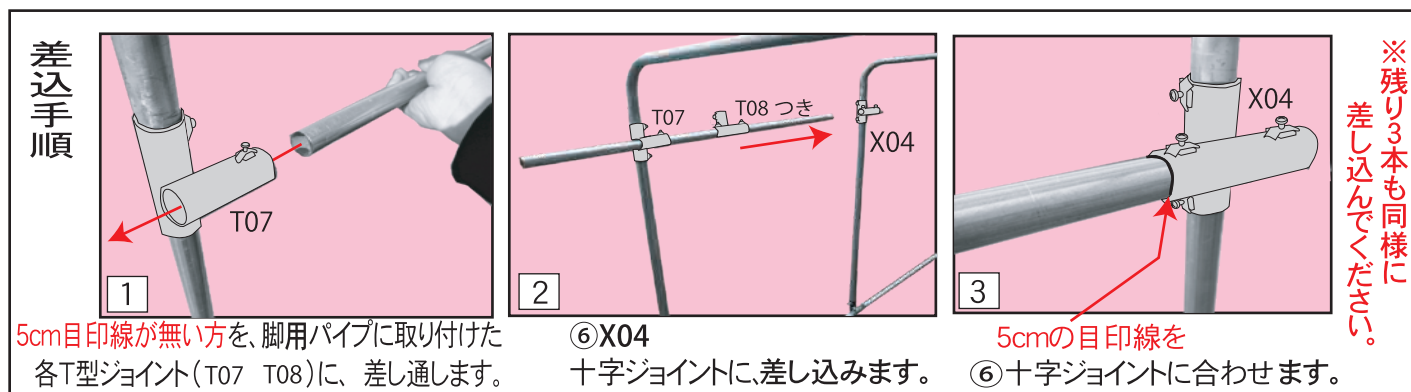 差込手順
T07
1
T07
T08 つき
X04
2
X04
3
※残り3本も同様に
差し込んでください。
5cm目印線が無い方を、脚用パイプに取り付けた
各T型ジョイント(T07 T08)に、差し通します。
⑥X04
十字ジョイントに、差し込みます。
5cmの目印線を
⑥十字ジョイントに合わせます。